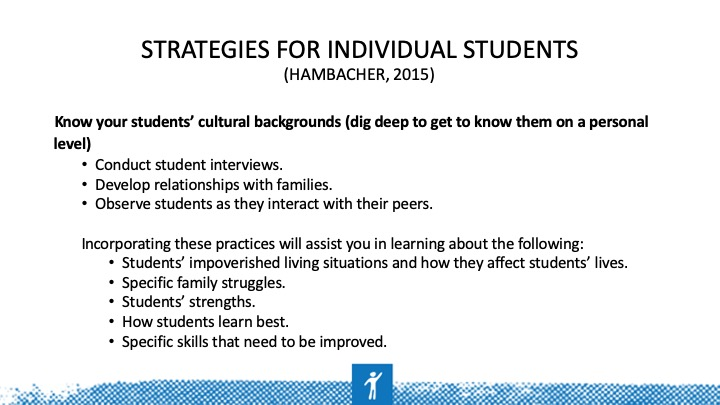 STRATEGIES FOR INDIVIDUAL STUDENTS
(HAMBACHER, 2015)
Know your students’ cultural backgrounds (dig deep to get to know them on a personal
level)
• Conduct student interviews.
• Develop relationships with families.
• Observe students as they interact with their peers.
Incorporating these practices will assist you in learning about the following:
• Students’ impoverished living situations and how they affect students’ lives.
• Specific family struggles.
• Students’ strengths.
• How students learn best.
• Specific skills that need to be improved.